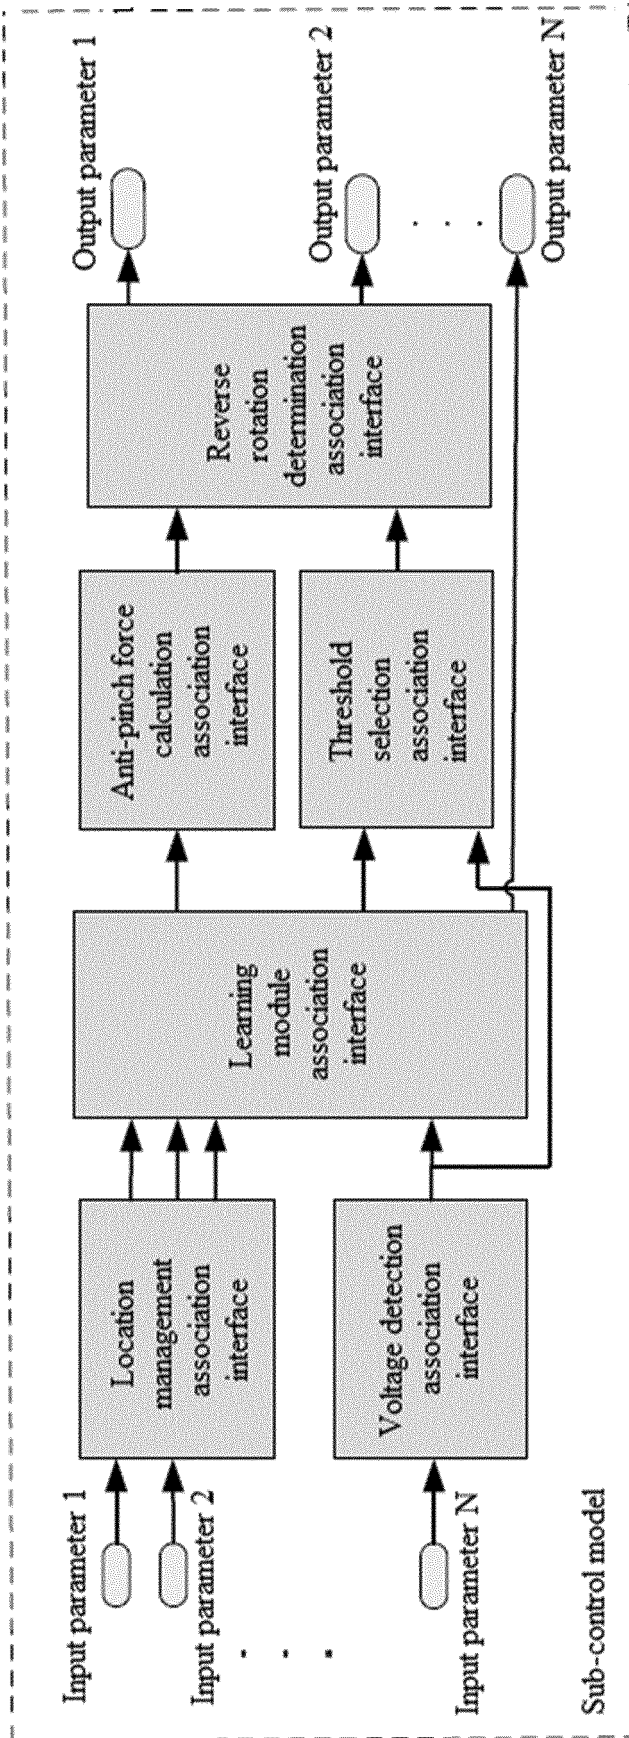 Input parameter 1
Input parameter 2
Input parameter N
Location
management
association
interface
Voltage detection
association
interface
Learning
module
association
interface
Anti-pinch force
calculation
association
interface
Threshold
selection
association
interface
Reverse
rotation
determination
association
interface
Output parameter 1
Output parameter 2
Output parameter N
Sub-control model